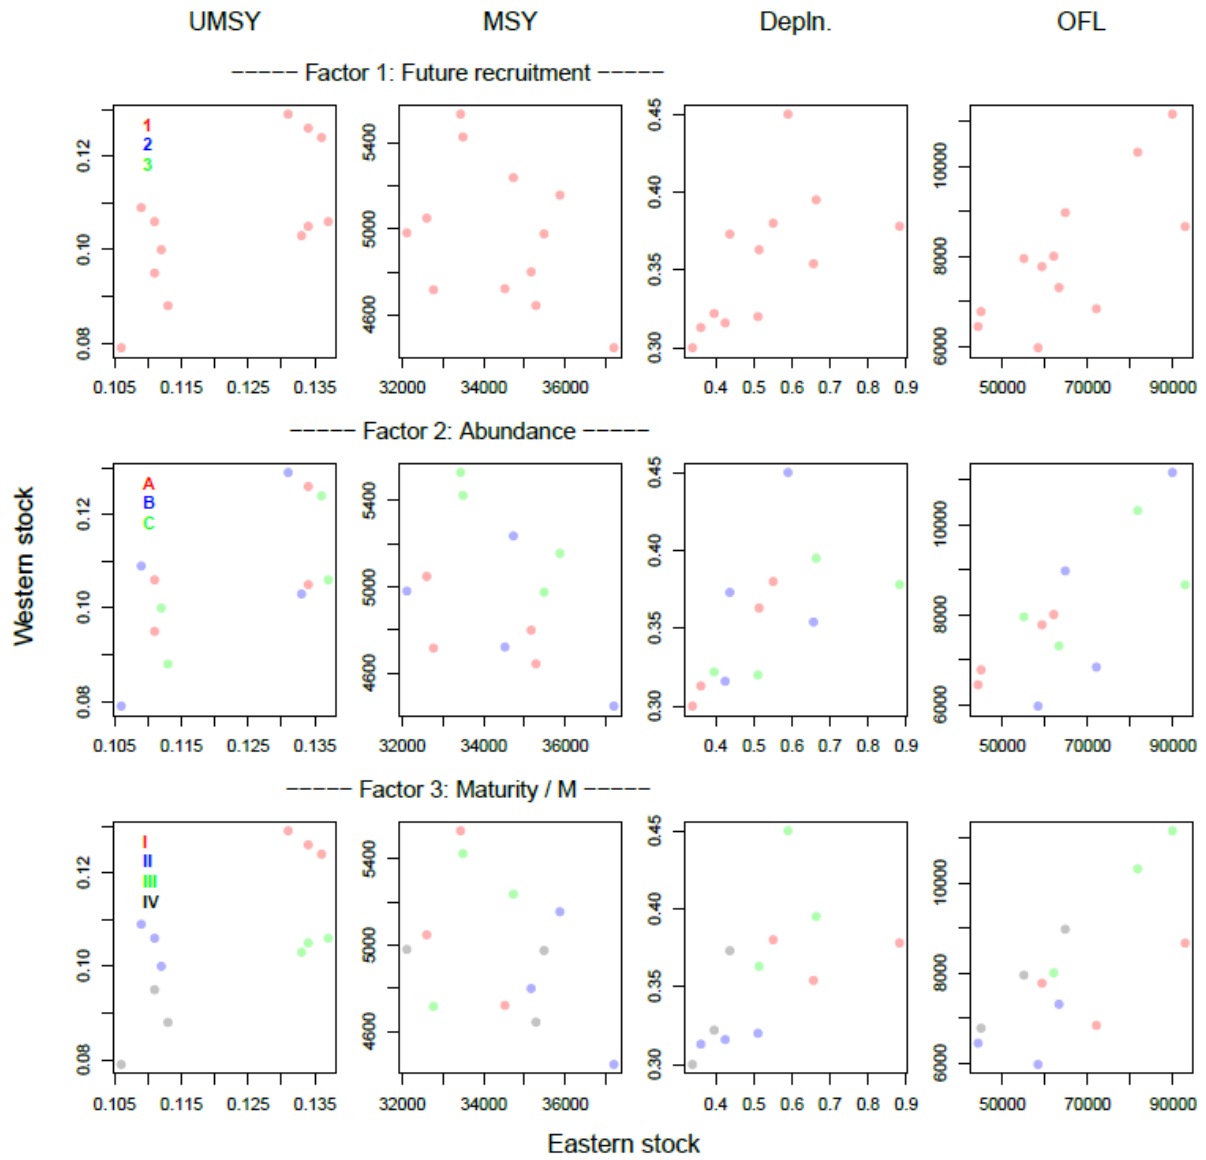 UMSY MSY Depln. OFL
----- Factor 1: Future recruitment -----
1
2
3
0.08 0.10 0.12
4600 5000 5400
0.30 0.35 0.40 0.45
6000 8000 10000
0.105 0.115 0.125 0.135
32000 34000 36000
0.4 0.5 0.6 0.7 0.8 0.9
50000 70000 90000
----- Factor 2: Abundance -----
A
B
C
0.08 0.10 0.12
4600 5000 5400
0.30 0.35 0.40 0.45
6000 8000 10000
0.105 0.115 0.125 0.135
32000 34000 36000
0.4 0.5 0.6 0.7 0.8 0.9
50000 70000 90000
Western stock
----- Factor 3: Maturity / M -----
I
II
III
IV
0.08 0.10 0.12
4600 5000 5400
0.30 0.35 0.40 0.45
6000 8000 10000
0.105 0.115 0.125 0.135
32000 34000 36000
0.4 0.5 0.6 0.7 0.8 0.9
50000 70000 90000
Eastern stock